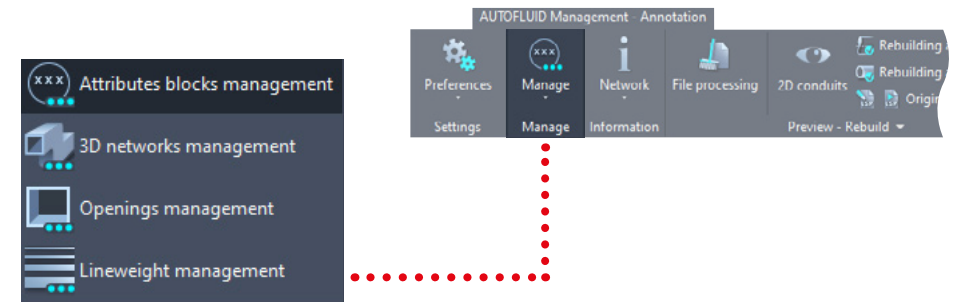 AUTOFLUID Management - Annotation
Rebuilding
Rebuilding
Preferences
Manage
Network
File processing
2D conduits
Settings
Manage
Information
Preview - Rebuild
xxx
xxx
Attributes blocks management
3D networks management
Openings management
Lineweight management